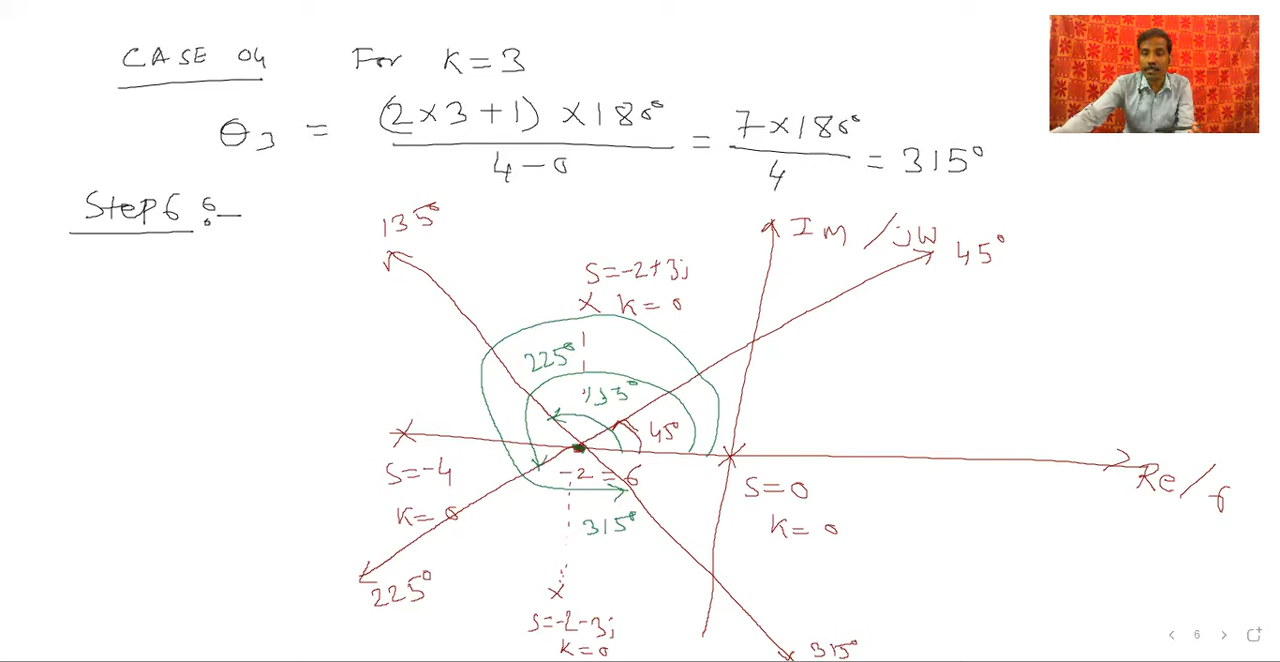 CASE 04 For K = 3
θ3 = (2×3+1) ×180° / 4-0 = 7×180° / 4 = 315°
Step 6 :-
135°
Im / jw
45°
S=-2+3j
K=0
225°
135°
45°
S=-4
K=0
-2 = σ
S=0
K=0
Re/σ
315°
225°
S=-2-3j
K=0
315°
6